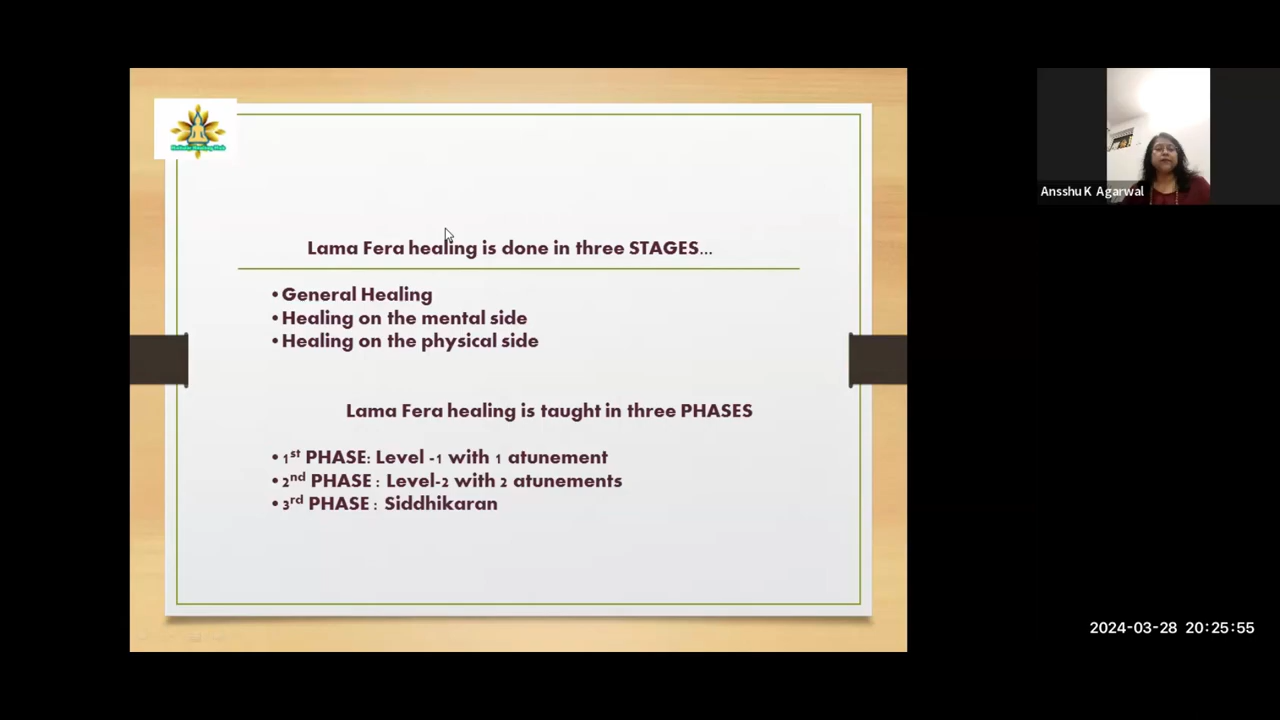 Lama Fera healing is done in three STAGES...
•General Healing
•Healing on the mental side
•Healing on the physical side
Lama Fera healing is taught in three PHASES
•1st PHASE: Level -1 with 1 atunement
•2nd PHASE : Level-2 with 2 atunements
•3rd PHASE : Siddhikaran
Ansshu K Agarwal
2024-03-28 20:25:55